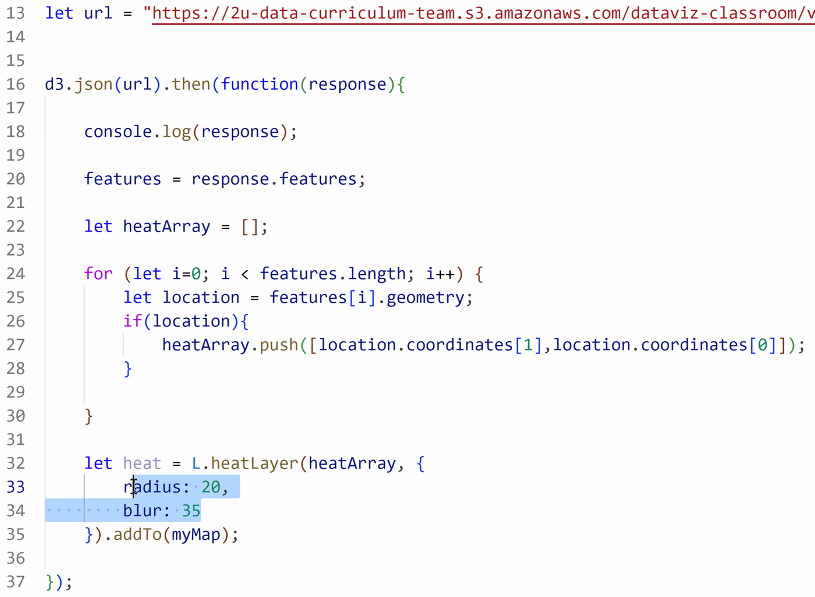 13 let url = "https://2u-data-curriculum-team.s3.amazonaws.com/dataviz-classroom/v
14
15
16 d3.json(url).then(function(response){
17
18     console.log(response);
19
20     features = response.features;
21
22     let heatArray = [];
23
24     for (let i=0; i < features.length; i++) {
25         let location = features[i].geometry;
26         if(location){
27             heatArray.push([location.coordinates[1],location.coordinates[0]]);
28         }
29
30     }
31
32     let heat = L.heatLayer(heatArray, {
33         radius: 20,
34         blur: 35
35     }).addTo(myMap);
36
37 });